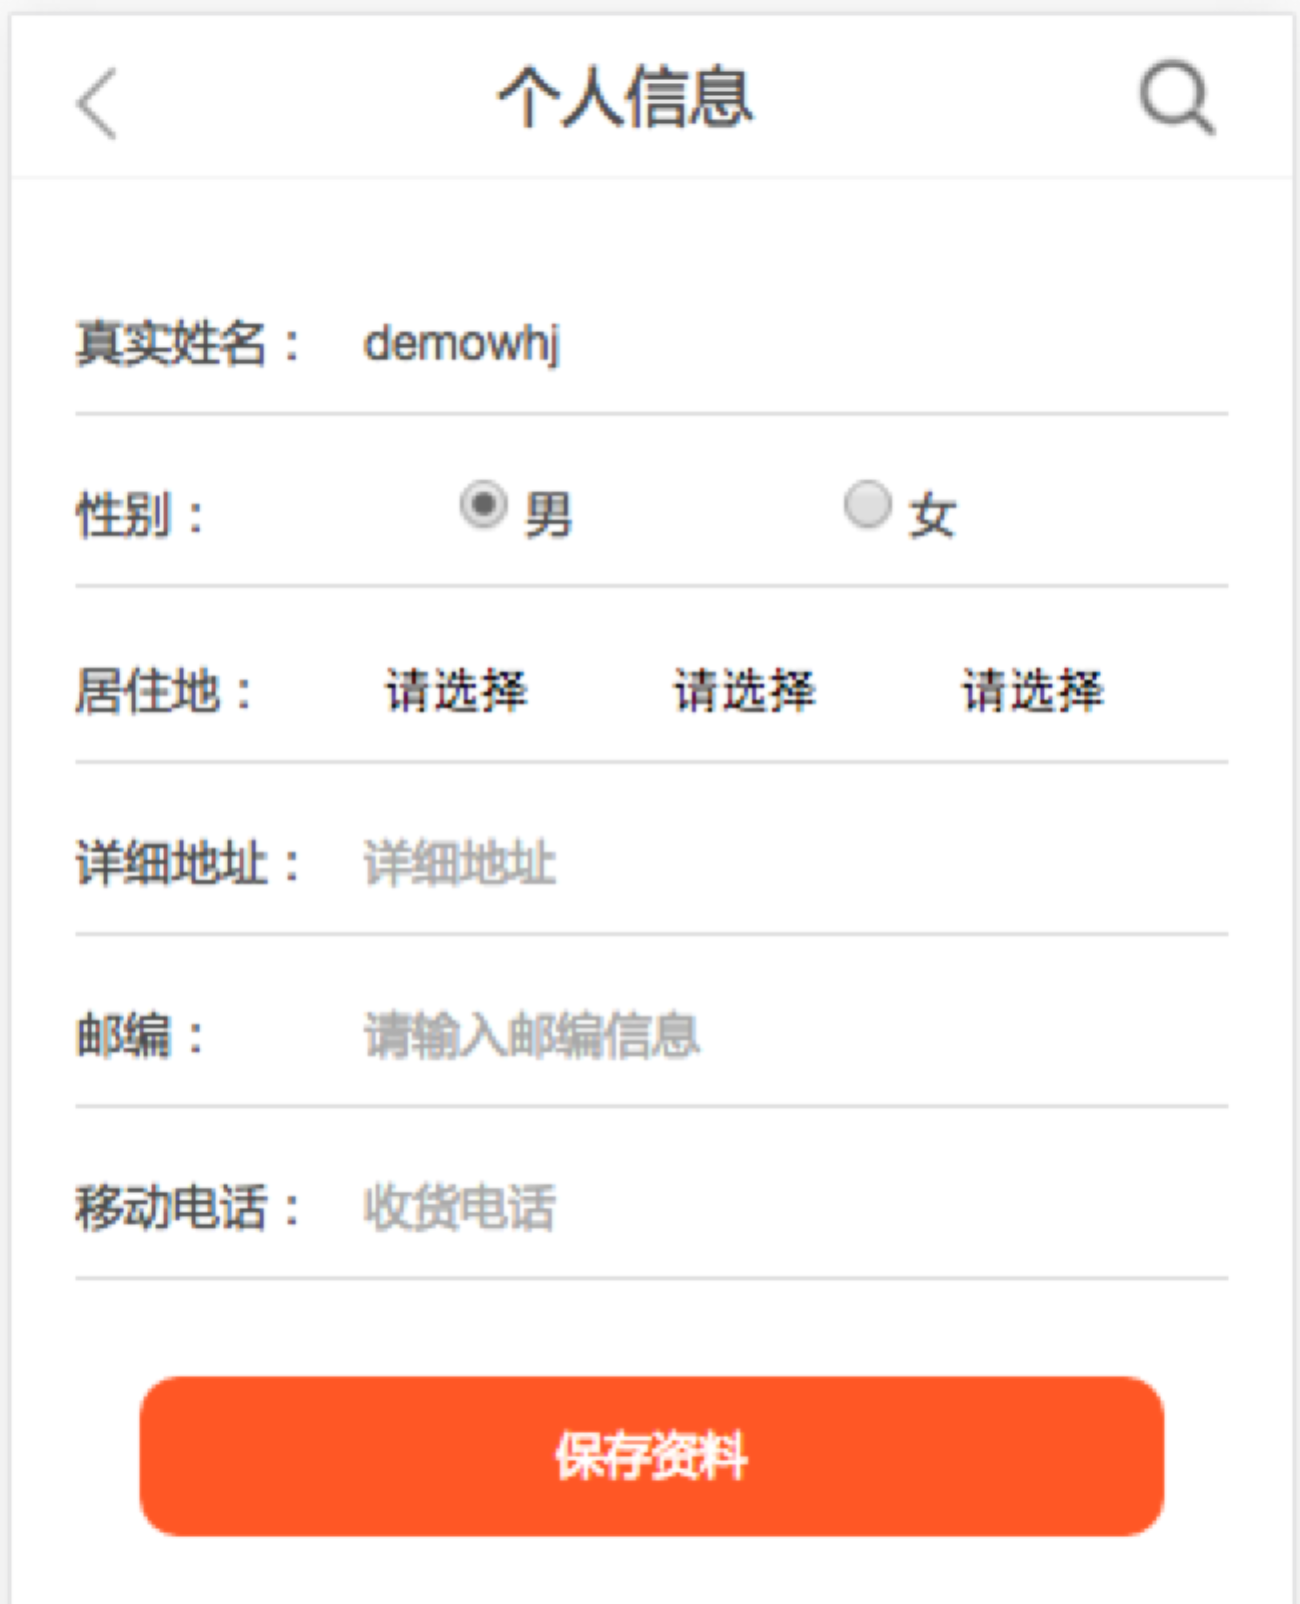 个人信息
真实姓名： demowhj
性别： 男 女
居住地： 请选择 请选择 请选择
详细地址： 详细地址
邮编： 请输入邮编信息
移动电话： 收货电话
保存资料